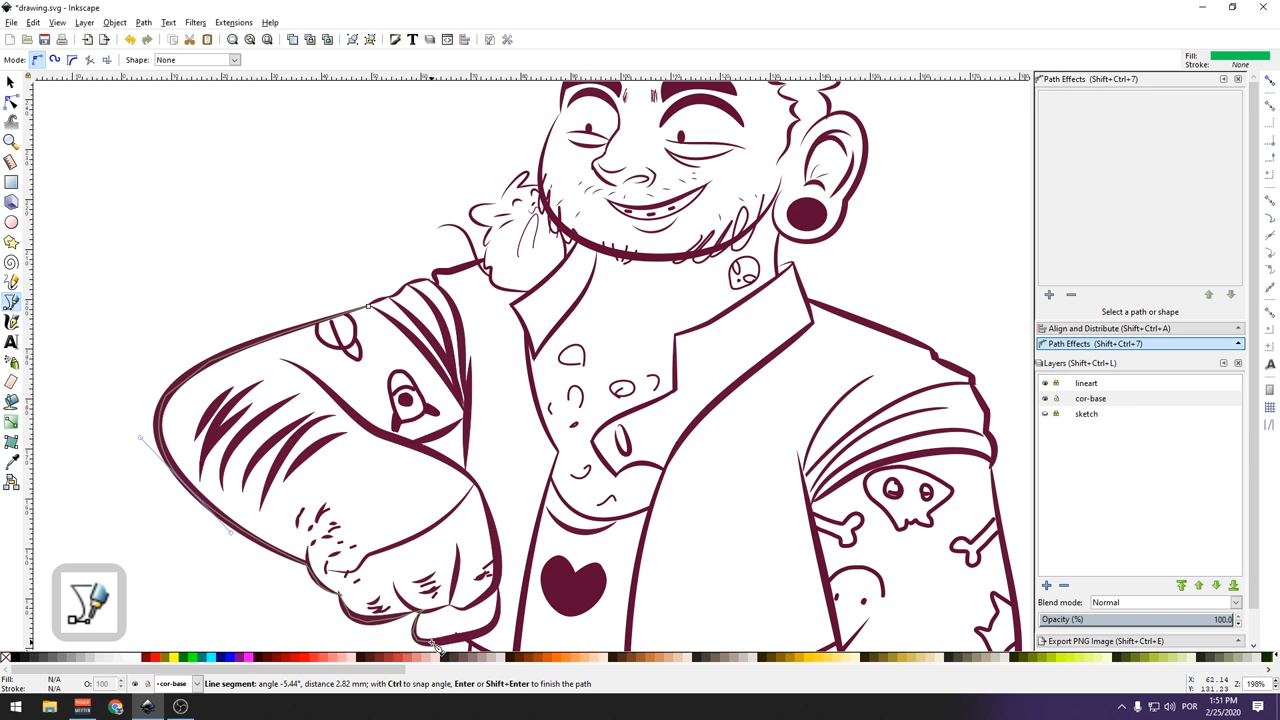 *drawing.svg - Inkscape
File Edit View Layer Object Path Text Filters Extensions Help
Mode: Shape: None
Fill:
Stroke: None
Path Effects (Shift+Ctrl+7)
Select a path or shape
Align and Distribute (Shift+Ctrl+A)
Path Effects (Shift+Ctrl+7)
Layers (Shift+Ctrl+L)
lineart
cor-base
sketch
Blend mode: Normal
Opacity (%) 100.0
Export PNG Image (Shift+Ctrl+E)
Fill: N/A
Stroke: N/A
O: 100
•cor-base
Line segment: angle -5.44°, distance 2.82 mm; with Ctrl to snap angle, Enter or Shift+Enter to finish the path
X: 62.14
Y: 131.23
Z: 198%
POR
1:51 PM
2/25/2020